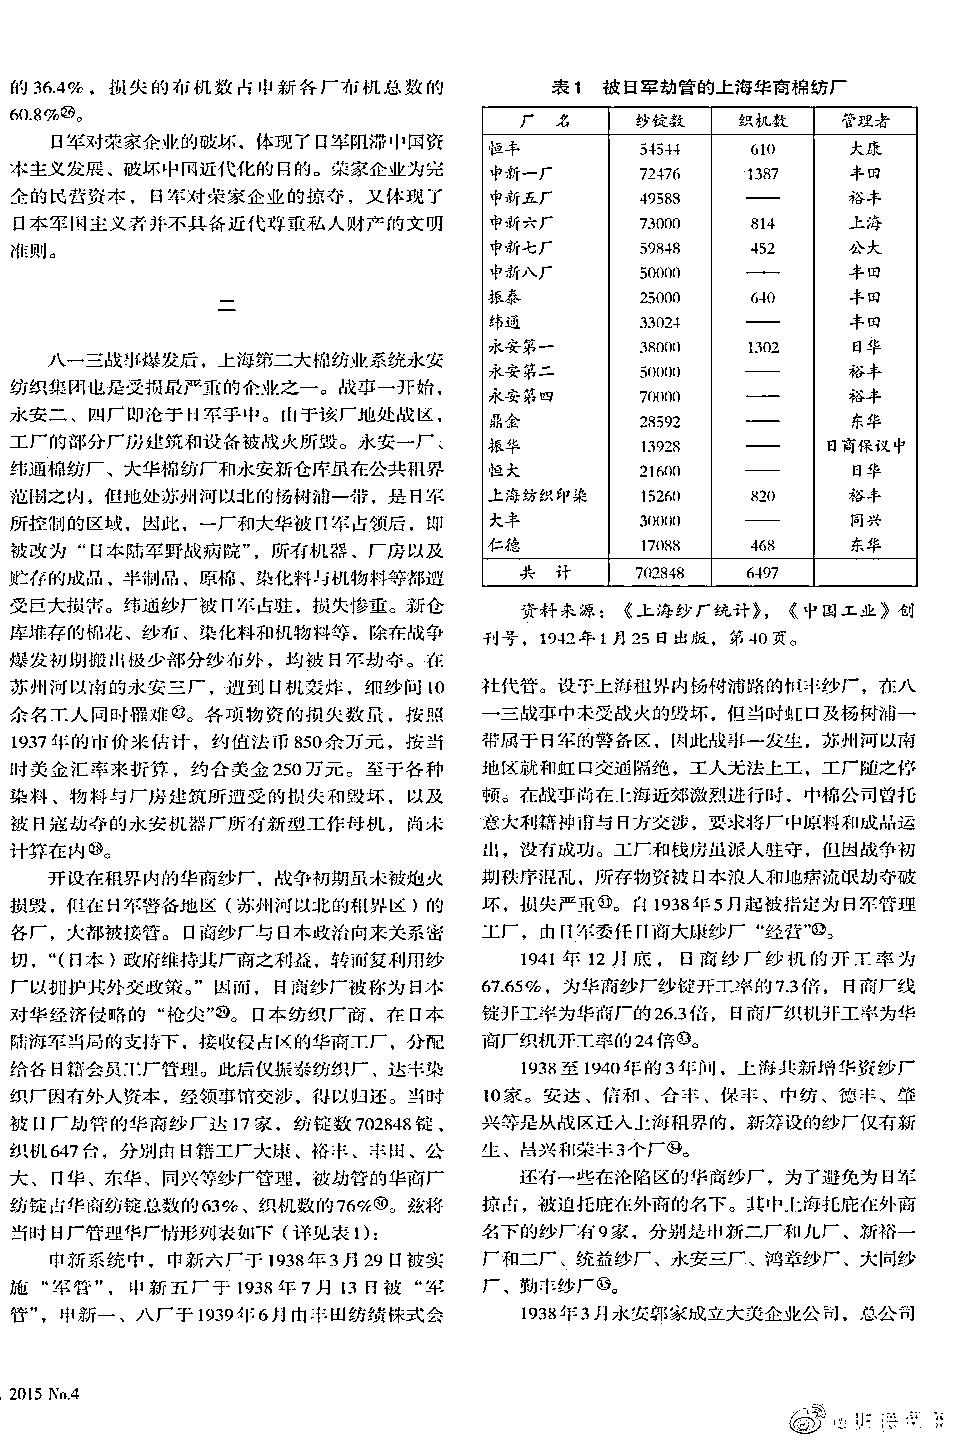 的36.4%，损失的布机数占申新各厂布机总数的
60.8%㉖。
日军对荣家企业的破坏，体现了日军阻滞中国资
本主义发展、破坏中国近代化的目的。荣家企业为完
全的民营资本，日军对荣家企业的掠夺，又体现了
日本军国主义者并不具备近代尊重私人财产的文明
准则。
二
八一三战事爆发后，上海第二大棉纺业系统永安
纺织集团也是受损最严重的企业之一。战事一开始，
永安二、四厂即沦于日军手中。由于该厂地处战区，
工厂的部分厂房建筑和设备被战火所毁。永安一厂、
纬通棉纺厂、大华棉纺厂和永安新仓库虽在公共租界
范围之内，但地处苏州河以北的杨树浦一带，是日军
所控制的区域，因此，一厂和大华被日军占领后，即
被改为“日本陆军野战病院”，所有机器、厂房以及
贮存的成品、半制品、原棉、染化料与机物料等都遭
受巨大损害。纬通纱厂被日军占驻，损失惨重。新仓
库堆存的棉花、纱布、染化料和机物料等，除在战争
爆发初期搬出极少部分纱布外，均被日军劫夺。在
苏州河以南的永安三厂，遭到日机轰炸，细纱间10
余名工人同时罹难㉗。各项物资的损失数量，按照
1937年的市价来估计，约值法币850余万元，按当
时美金汇率来折算，约合美金250万元。至于各种
染料、物料与厂房建筑所遭受的损失和毁坏，以及
被日寇劫夺的永安机器厂所有新型工作母机，尚未
计算在内㉘。
开设在租界内的华商纱厂，战争初期虽未被炮火
损毁，但在日军警备地区（苏州河以北的租界区）的
各厂，大都被接管。日商纱厂与日本政治向来关系密
切，“（日本）政府维持其厂商之利益，转而复利用纱
厂以拥护其外交政策。”因而，日商纱厂被称为日本
对华经济侵略的“枪尖”㉙。日本纺织厂商，在日本
陆海军当局的支持下，接收侵占区的华商工厂，分配
给各日籍会员工厂管理。此后仅振泰纺织厂、达丰染
织厂因有外人资本，经领事馆交涉，得以归还。当时
被日厂劫管的华商纱厂达17家，纺锭数702848锭，
织机647台，分别由日籍工厂大康、裕丰、丰田、公
大、日华、东华、同兴等纱厂管理，被劫管的华商厂
纺锭占华商纺锭总数的63%、织机数的76%㉚。兹将
当时日厂管理华厂情形列表如下（详见表1）：
申新系统中，申新六厂于1938年3月29日被实
施“军管”，申新五厂于1938年7月13日被“军
管”，申新一、八厂于1939年6月由丰田纺绩株式会
表1 被日军劫管的上海华商棉纺厂
厂 名 纱锭数 织机数 管理者
恒丰 54544 610 大康
申新一厂 72476 1387 丰田
申新五厂 49588 —— 裕丰
申新六厂 73000 814 上海
申新七厂 59848 452 公大
申新八厂 50000 —— 丰田
振泰 25000 640 丰田
纬通 33024 —— 丰田
永安第一 38000 1302 日华
永安第二 50000 —— 裕丰
永安第四 70000 —— 裕丰
鼎金 28592 —— 东华
振华 13928 —— 日商保议中
恒大 21600 —— 日华
上海纺织印染 15260 820 裕丰
大丰 30000 —— 同兴
仁德 17088 468 东华
共 计 702848 6497
资料来源：《上海纱厂统计》，《中国工业》创
刊号，1942年1月25日出版，第40页。
社代管。设于上海租界内杨树浦路的恒丰纱厂，在八
一三战事中未受战火的毁坏，但当时虹口及杨树浦一
带属于日军的警备区，因此战事一发生，苏州河以南
地区就和虹口交通隔绝，工人无法上工，工厂随之停
顿。在战事尚在上海近郊激烈进行时，中棉公司曾托
意大利籍神甫与日方交涉，要求将厂中原料和成品运
出，没有成功。工厂和栈房虽派人驻守，但因战争初
期秩序混乱，所存物资被日本浪人和地痞流氓劫夺破
坏，损失严重㉛。自1938年5月起被指定为日军管理
工厂，由日军委任日商大康纱厂“经营”㉜。
1941年12月底，日商纱厂纱机的开工率为
67.65%，为华商纱厂纱锭开工率的7.3倍，日商厂线
锭开工率为华商厂的26.3倍，日商厂织机开工率为华
商厂织机开工率的24倍㉝。
1938至1940年的3年间，上海共新增华资纱厂
10家。安达、信和、合丰、保丰、中纺、德丰、肇
兴等是从战区迁入上海租界的，新筹设的纱厂仅有新
生、昌兴和荣丰3个厂㉞。
还有一些在沦陷区的华商纱厂，为了避免为日军
掠占，被迫托庇在外商的名下。其中上海托庇在外商
名下的纱厂有9家，分别是申新二厂和九厂、新裕一
厂和二厂、统益纱厂、永安三厂、鸿章纱厂、大同纱
厂、勤丰纱厂㉟。
1938年3月永安郭家成立大美企业公司，总公司
. 2015 No.4